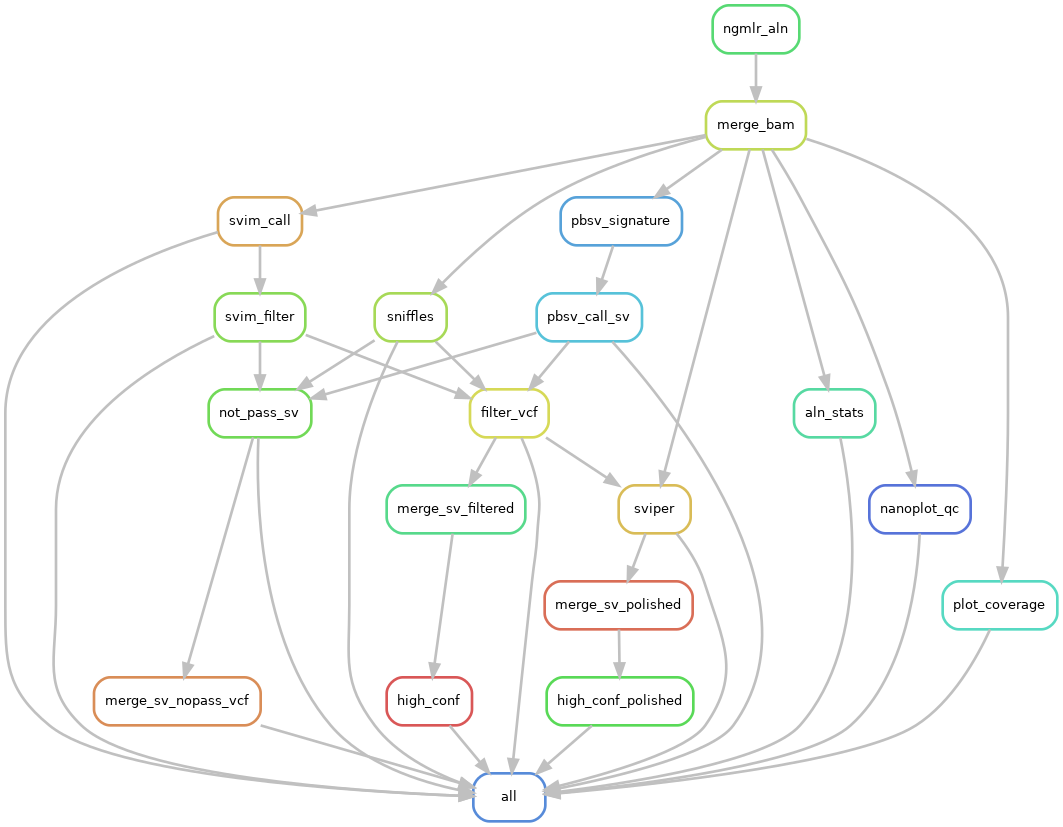 ngmlr_aln
merge_bam
svim_call
pbsv_signature
svim_filter
sniffles
pbsv_call_sv
not_pass_sv
filter_vcf
aln_stats
merge_sv_filtered
sviper
nanoplot_qc
merge_sv_polished
plot_coverage
merge_sv_nopass_vcf
high_conf
high_conf_polished
all